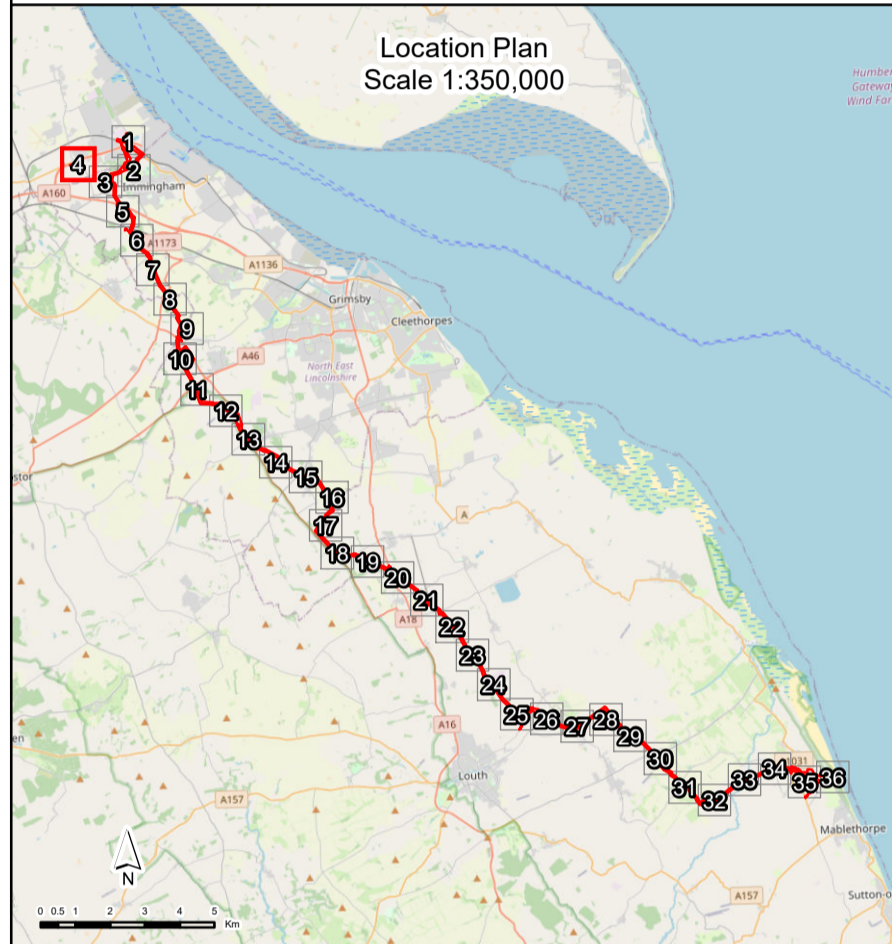 Location Plan
Scale 1:350,000
Humber
Gateway
Wind Far
1
4
2
3
Immingham
A160
5
6
A1173
7
A1136
8
Grimsby
9
Cleethorpes
10
A46
North East
Lincolnshire
11
12
13
14
15
stor
16
A
17
18
19
20
21
A18
22
23
24
25
26
27
28
A16
29
30
en
Louth
1031
34
36
33
35
31
32
A157
Mablethorpe
N
A157
Sutton-o
0 0.5 1 2 3 4 5
Km